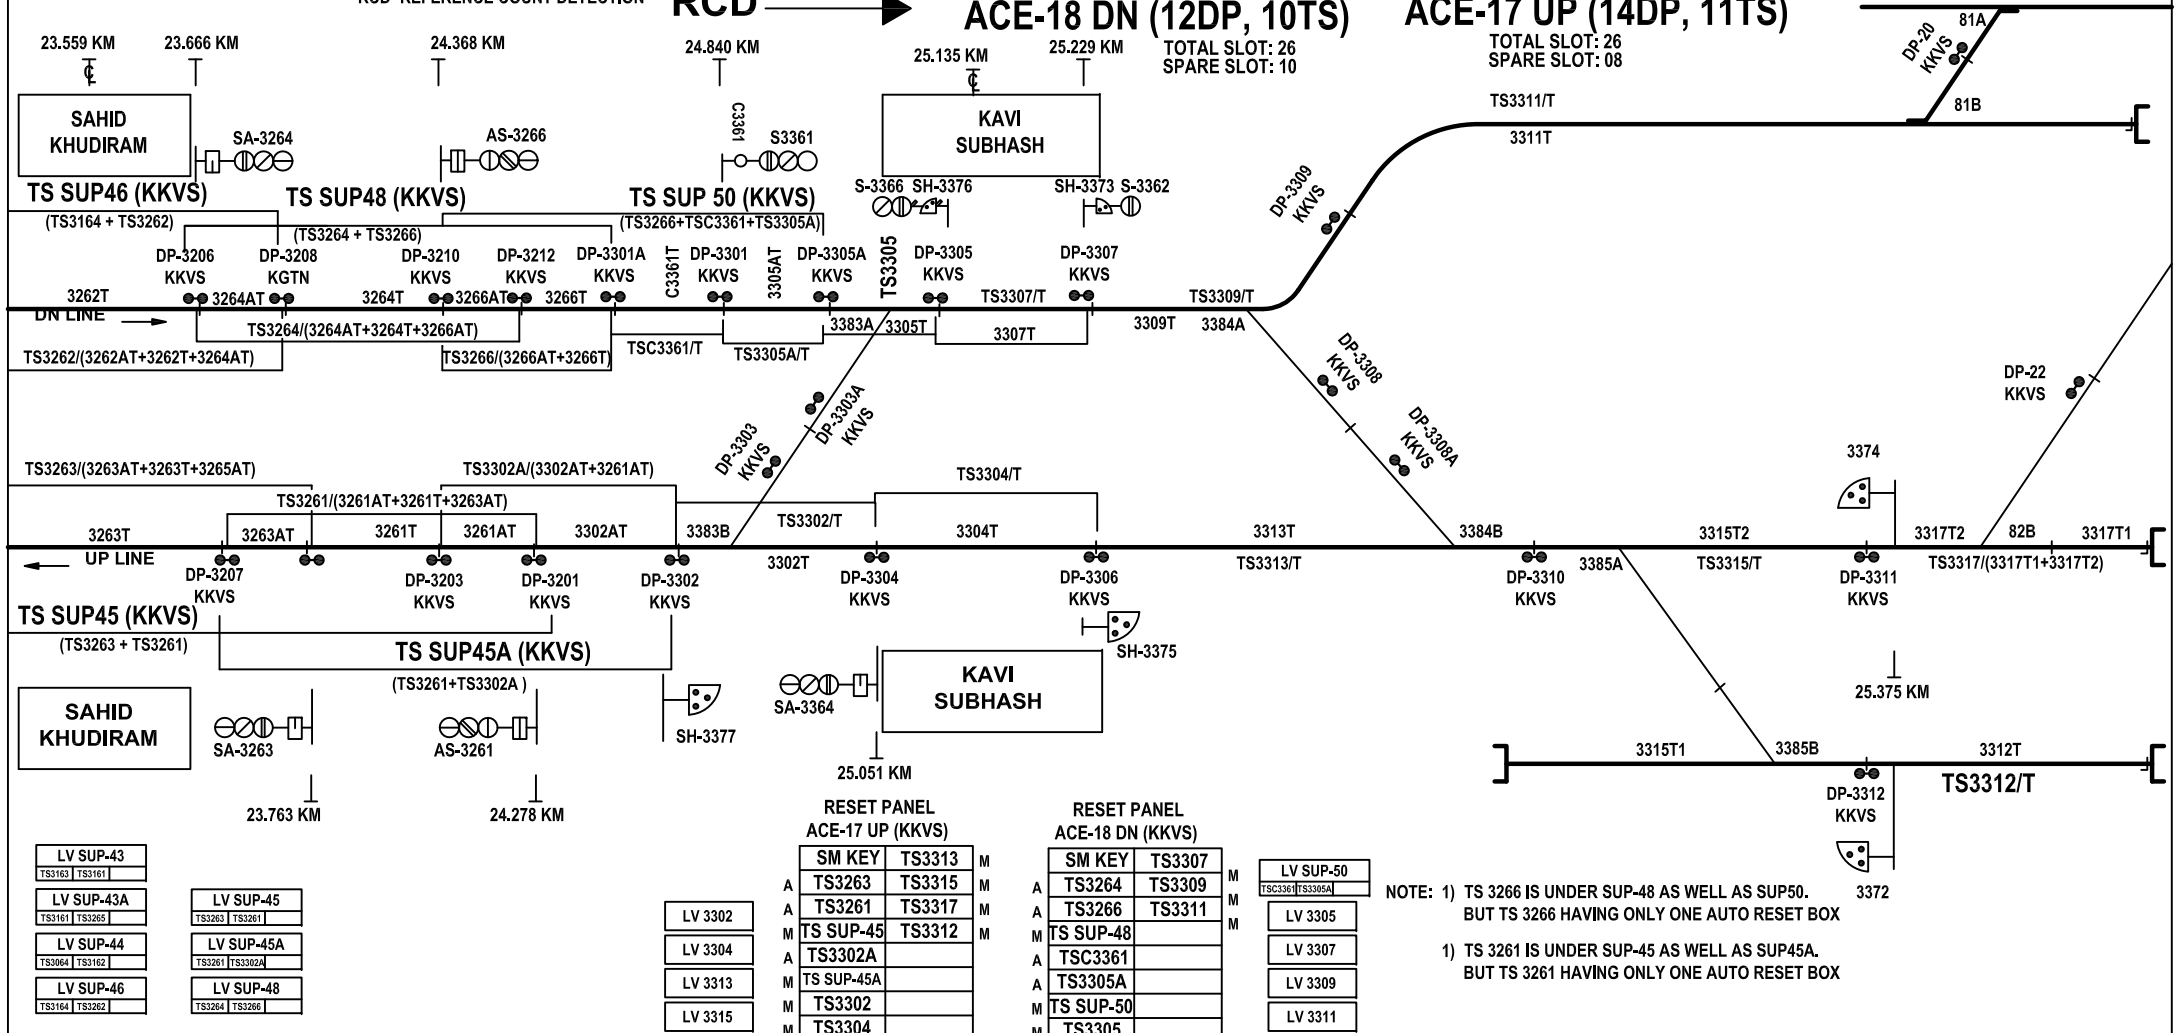 RCD
ACE-18 DN (12DP, 10TS)
ACE-17 UP (14DP, 11TS)
TOTAL SLOT: 26
SPARE SLOT: 10
TOTAL SLOT: 26
SPARE SLOT: 08
81A
DP-20
KKVS
81B
23.559 KM
23.666 KM
24.368 KM
24.840 KM
25.135 KM
25.229 KM
SAHID
KHUDIRAM
SA-3264
AS-3266
C3361
S3361
KAVI
SUBHASH
TS3311/T
3311T
TS SUP46 (KKVS)
(TS3164 + TS3262)
TS SUP48 (KKVS)
(TS3264 + TS3266)
TS SUP 50 (KKVS)
(TS3266+TSC3361+TS3305A)
S-3366
SH-3376
SH-3373
S-3362
DP-3309
KKVS
DP-3206
KKVS
DP-3208
KGTN
DP-3210
KKVS
DP-3212
KKVS
DP-3301A
KKVS
C3361T
DP-3301
KKVS
3305AT
DP-3305A
KKVS
TS3305
DP-3305
KKVS
DP-3307
KKVS
3262T
3264AT
3264T
3266AT
3266T
TS3307/T
TS3309/T
DN LINE
TS3264/(3264AT+3264T+3266AT)
TS3262/(3262AT+3262T+3264AT)
TS3266/(3266AT+3266T)
TSC3361/T
TS3305A/T
3383A
3305T
3307T
3309T
3384A
DP-3303
KKVS
DP-3303A
KKVS
DP-3308
KKVS
DP-3308A
KKVS
DP-22
KKVS
3374
TS3263/(3263AT+3263T+3265AT)
TS3302A/(3302AT+3261AT)
TS3261/(3261AT+3261T+3263AT)
TS3304/T
TS3302/T
3263T
3263AT
3261T
3261AT
3302AT
3383B
3304T
3313T
3384B
3315T2
3317T2
82B
3317T1
UP LINE
3302T
TS3313/T
3385A
TS3315/T
TS3317/(3317T1+3317T2)
DP-3207
KKVS
DP-3203
KKVS
DP-3201
KKVS
DP-3302
KKVS
DP-3304
KKVS
DP-3306
KKVS
DP-3310
KKVS
DP-3311
KKVS
TS SUP45 (KKVS)
(TS3263 + TS3261)
TS SUP45A (KKVS)
(TS3261+TS3302A )
SH-3375
SAHID
KHUDIRAM
SA-3263
AS-3261
SH-3377
SA-3364
KAVI
SUBHASH
25.375 KM
25.051 KM
23.763 KM
24.278 KM
3315T1
3385B
3312T
TS3312/T
DP-3312
KKVS
3372
LV SUP-43
TS3163 TS3161
LV SUP-43A
TS3161 TS3265
LV SUP-44
TS3064 TS3162
LV SUP-46
TS3164 TS3262
LV SUP-45
TS3263 TS3261
LV SUP-45A
TS3261 TS3302A
LV SUP-48
TS3264 TS3266
LV 3302
LV 3304
LV 3313
LV 3315
RESET PANEL
ACE-17 UP (KKVS)
SM KEY TS3313 M
A TS3263 TS3315 M
A TS3261 TS3317 M
M TS SUP-45 TS3312 M
A TS3302A
M TS SUP-45A
M TS3302
M TS3304
RESET PANEL
ACE-18 DN (KKVS)
SM KEY TS3307 M
A TS3264 TS3309 M
A TS3266 TS3311 M
M TS SUP-48
A TSC3361
A TS3305A
M TS SUP-50
M TS3305
LV SUP-50
TSC3361 TS3305A
LV 3305
LV 3307
LV 3309
LV 3311
NOTE: 1) TS 3266 IS UNDER SUP-48 AS WELL AS SUP50.
BUT TS 3266 HAVING ONLY ONE AUTO RESET BOX
1) TS 3261 IS UNDER SUP-45 AS WELL AS SUP45A.
BUT TS 3261 HAVING ONLY ONE AUTO RESET BOX